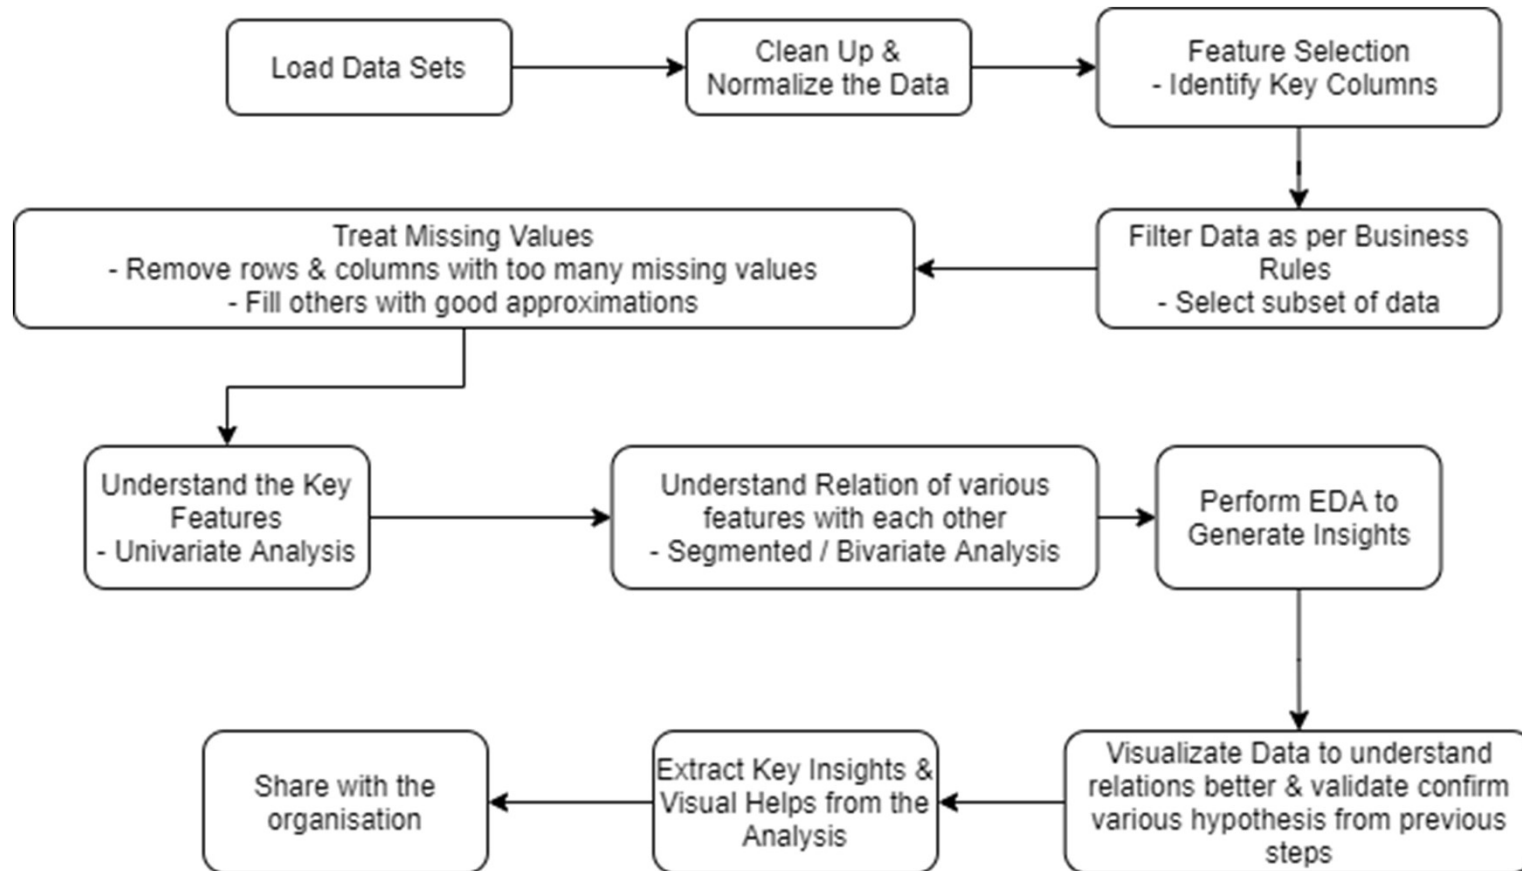 Load Data Sets
Clean Up &
Normalize the Data
Feature Selection
- Identify Key Columns
Filter Data as per Business
Rules
- Select subset of data
Treat Missing Values
- Remove rows & columns with too many missing values
- Fill others with good approximations
Understand the Key
Features
- Univariate Analysis
Understand Relation of various
features with each other
- Segmented / Bivariate Analysis
Perform EDA to
Generate Insights
Visualizate Data to understand
relations better & validate confirm
various hypothesis from previous
steps
Extract Key Insights &
Visual Helps from the
Analysis
Share with the
organisation